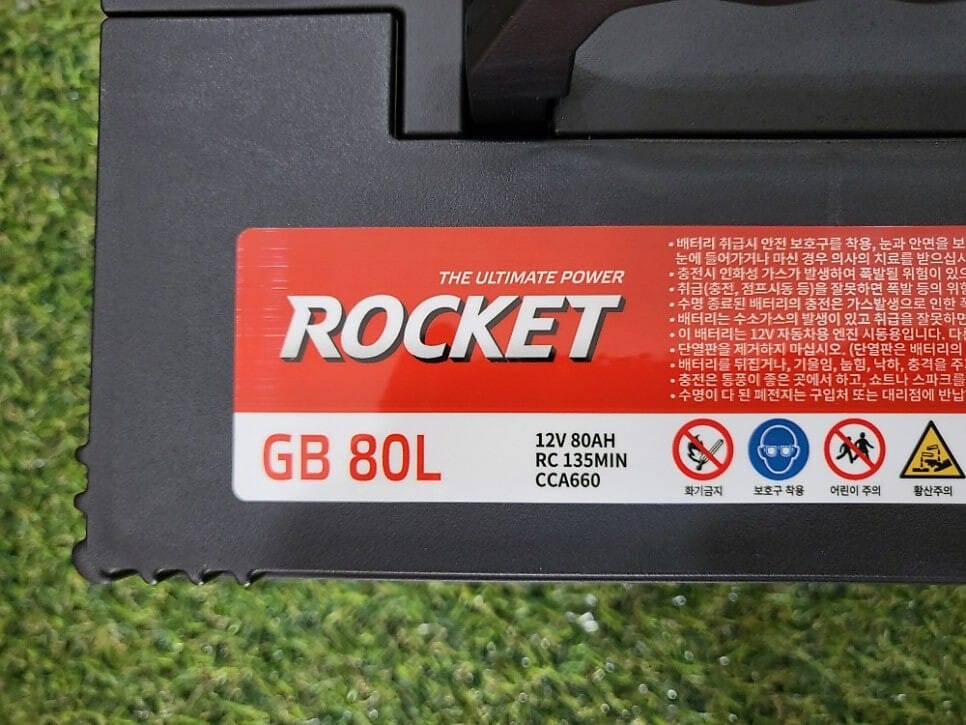 THE ULTIMATE POWER
ROCKET
• 배터리 취급시 안전 보호구를 착용, 눈과 안면을 보
눈에 들어가거나 마신 경우 의사의 치료를 받으십시
• 충전시 인화성 가스가 발생하여 폭발될 위험이 있으
• 취급(충전, 점프시동 등)을 잘못하면 폭발 등의 위험
• 수명 종료된 배터리의 충전은 가스발생으로 인한 폭
• 배터리는 수소가스의 발생이 있고 취급을 잘못하면
• 이 배터리는 12V 자동차용 엔진 시동용입니다. 다른
• 단열판을 제거하지 마십시오. (단열판은 배터리의
• 배터리를 뒤집거나, 기울임, 눕힘, 낙하, 충격을 주
• 충전은 통풍이 좋은 곳에서 하고, 쇼트나 스파크를
• 수명이 다 된 폐전지는 구입처 또는 대리점에 반납
GB 80L
12V 80AH
RC 135MIN
CCA660
화기금지
보호구 착용
어린이 주의
황산주의